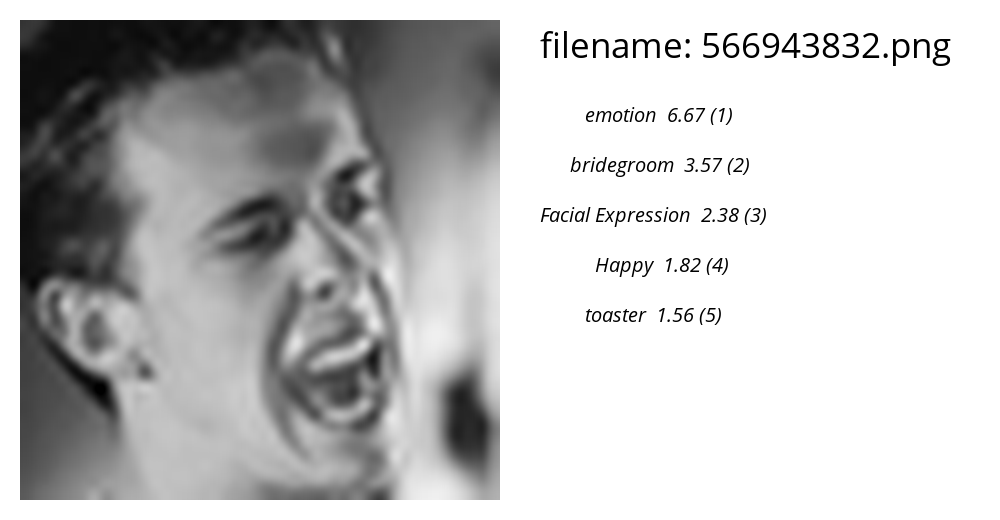 filename: 566943832.png
emotion 6.67 (1)
bridegroom 3.57 (2)
Facial Expression 2.38 (3)
Happy 1.82 (4)
toaster 1.56 (5)